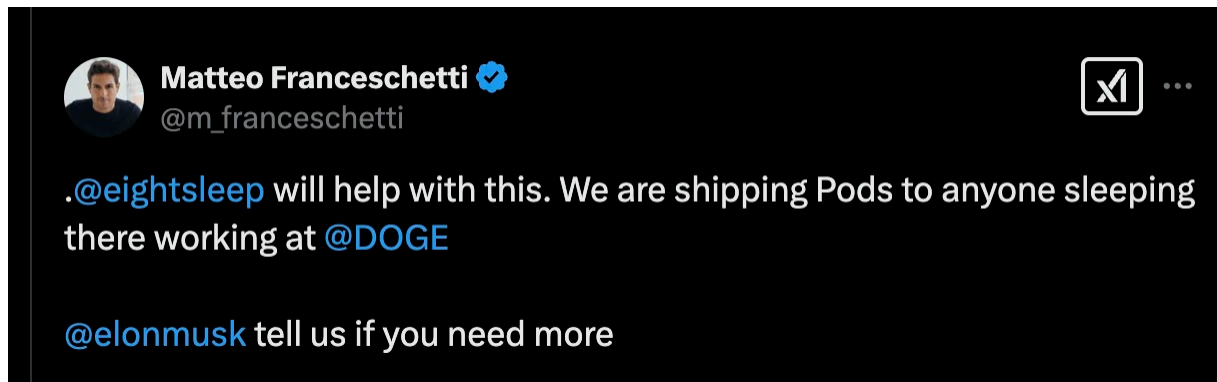 Matteo Franceschetti
@m_franceschetti
.@eightsleep will help with this. We are shipping Pods to anyone sleeping
there working at @DOGE
@elonmusk tell us if you need more